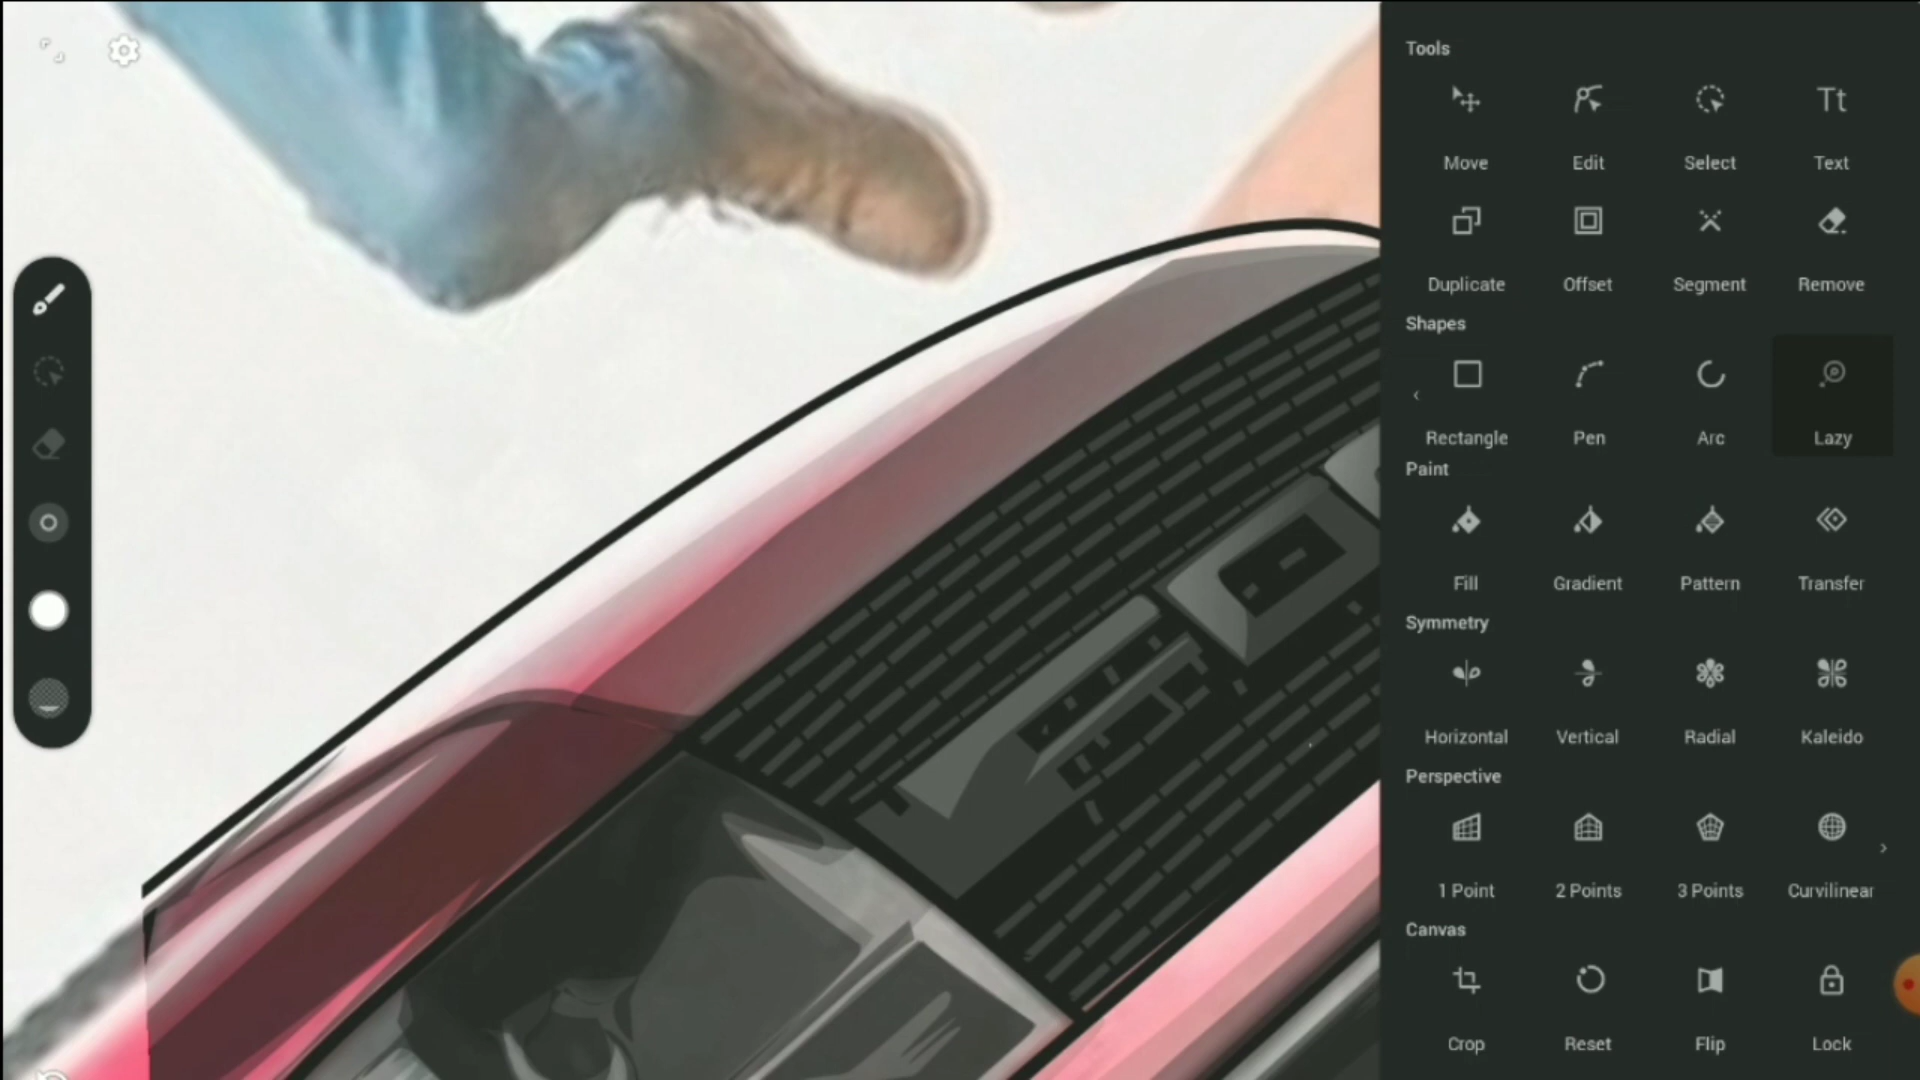 Tools
Move Edit Select Text
Duplicate Offset Segment Remove
Shapes
Rectangle Pen Arc Lazy
Paint
Fill Gradient Pattern Transfer
Symmetry
Horizontal Vertical Radial Kaleido
Perspective
1 Point 2 Points 3 Points Curvilinear
Canvas
Crop Reset Flip Lock